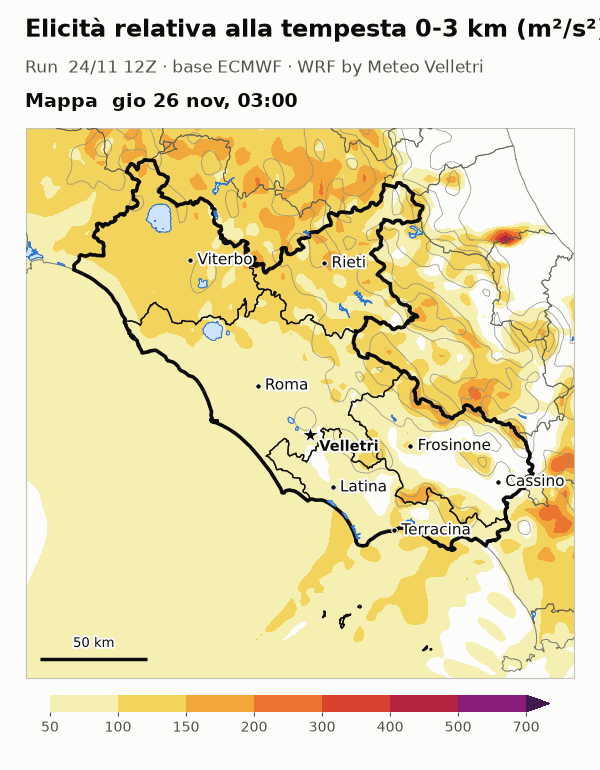 Elicità relativa alla tempesta 0-3 km (m²/s²)
Run 24/11 12Z · base ECMWF · WRF by Meteo Velletri
Mappa gio 26 nov, 03:00
Viterbo
Rieti
Roma
Velletri
Frosinone
Cassino
Latina
Terracina
50 km
50 100 150 200 300 400 500 700